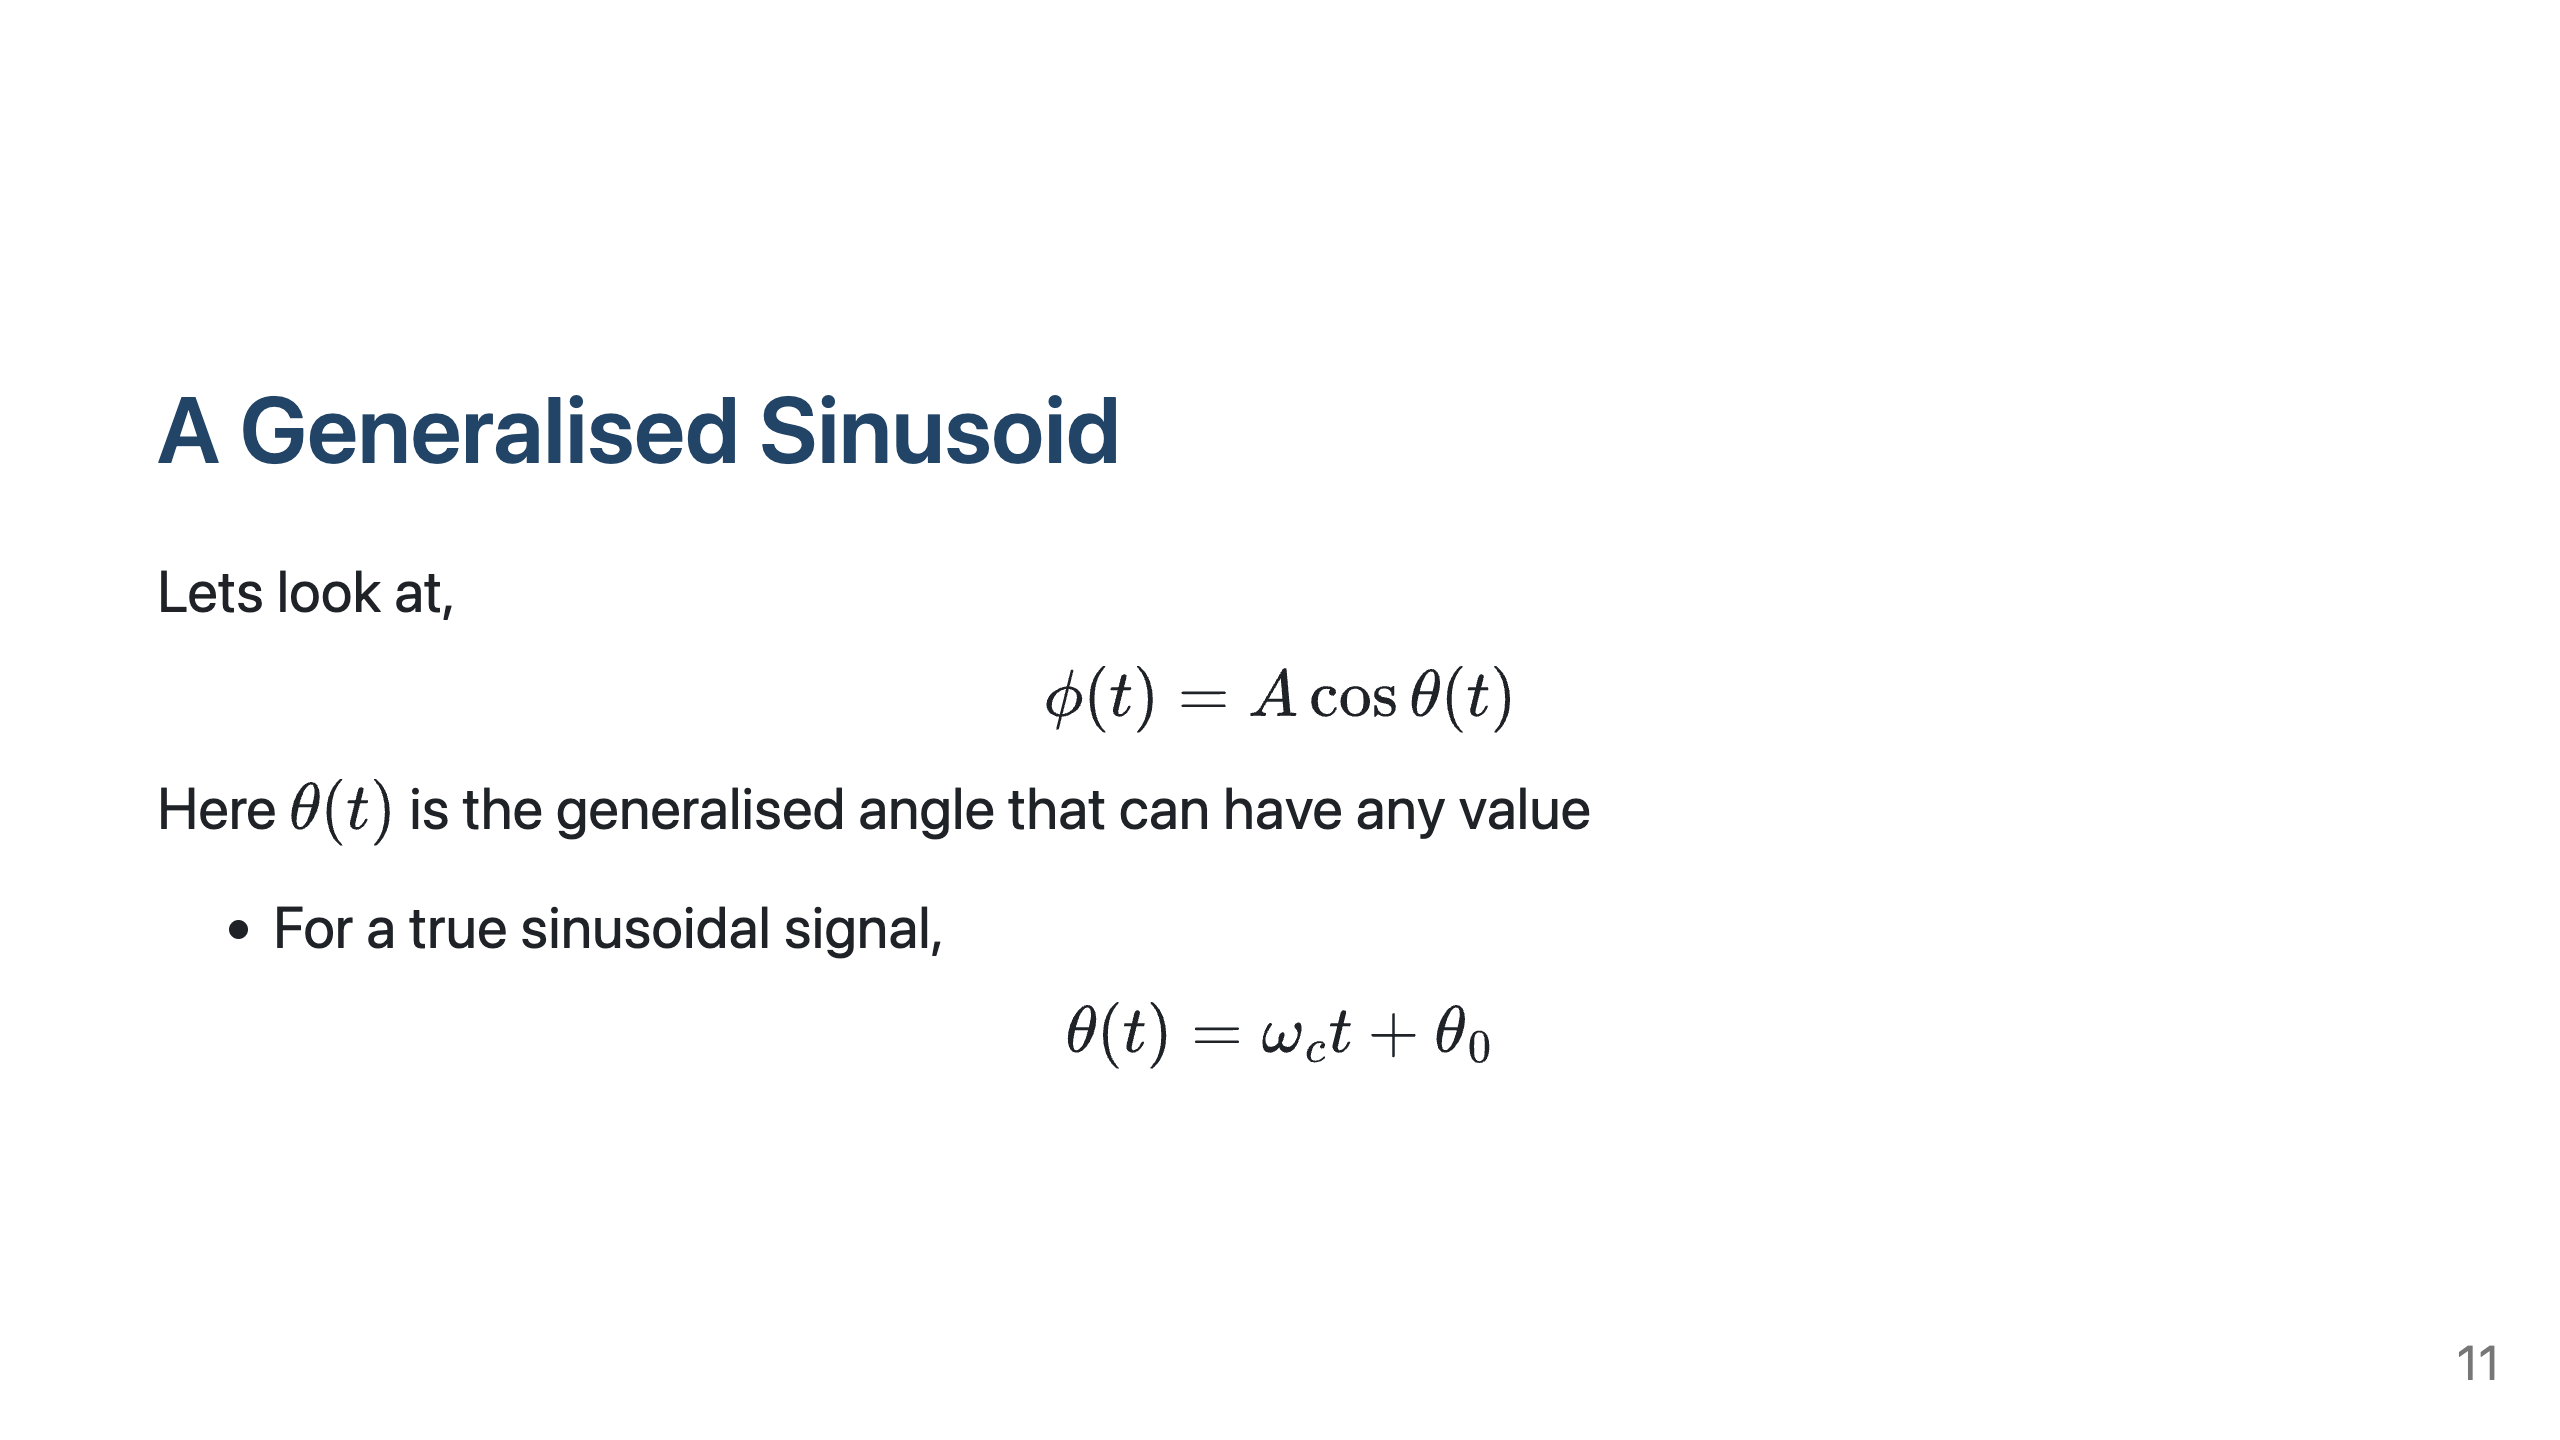 A Generalised Sinusoid
Lets look at,
ϕ(t) = A cos θ(t)
Here θ(t) is the generalised angle that can have any value
• For a true sinusoidal signal,
θ(t) = ω_c t + θ_0
11